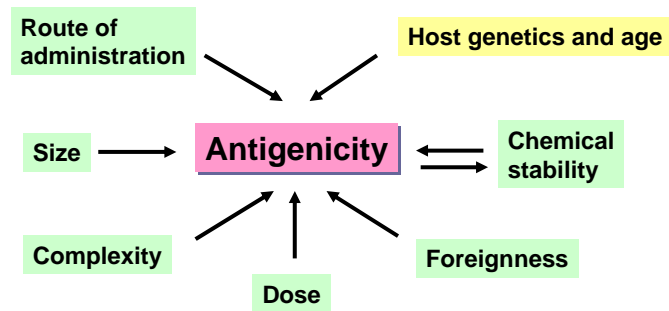 Route of
administration
Host genetics and age
Size
Antigenicity
Chemical
stability
Complexity
Foreignness
Dose